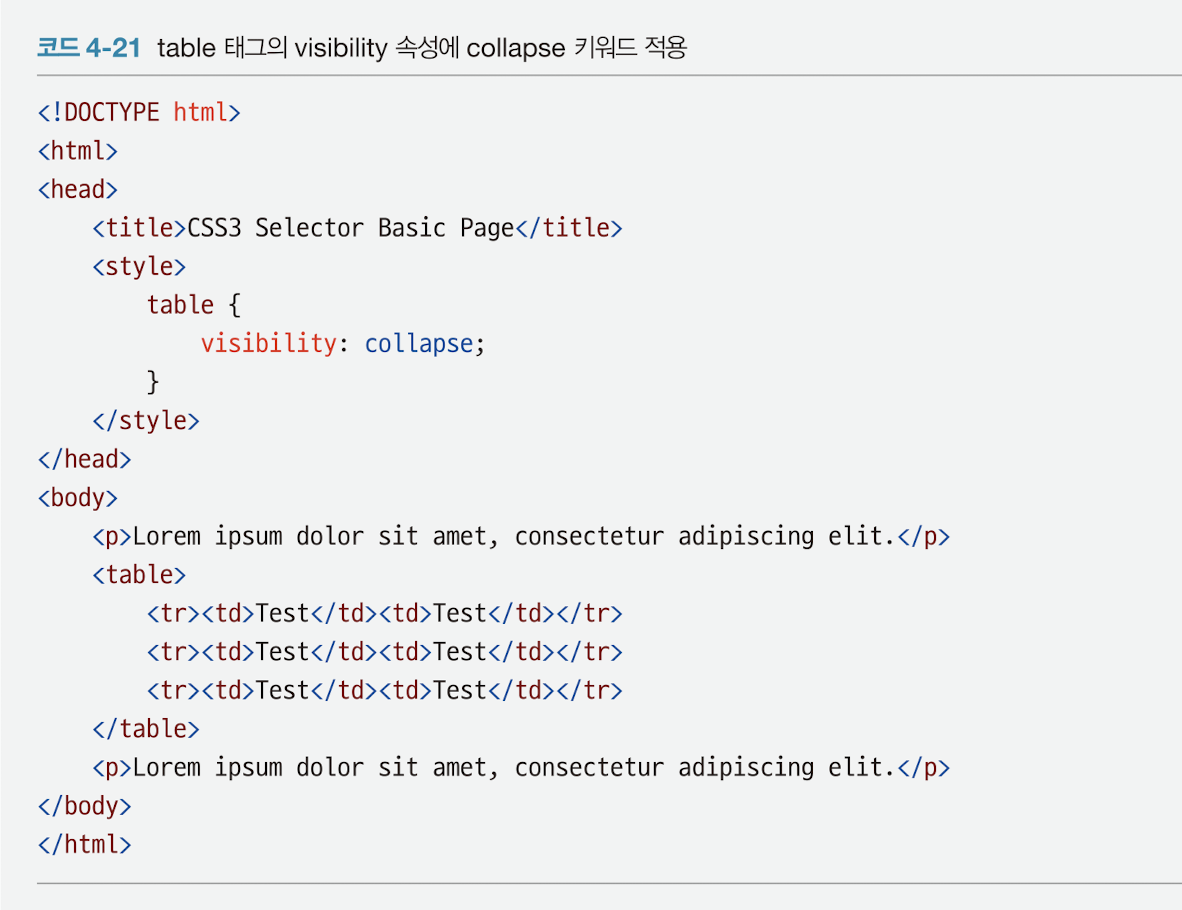 코드 4-21 table 태그의 visibility 속성에 collapse 키워드 적용
<!DOCTYPE html>
<html>
<head>
    <title>CSS3 Selector Basic Page</title>
    <style>
        table {
            visibility: collapse;
        }
    </style>
</head>
<body>
    <p>Lorem ipsum dolor sit amet, consectetur adipiscing elit.</p>
    <table>
        <tr><td>Test</td><td>Test</td></tr>
        <tr><td>Test</td><td>Test</td></tr>
        <tr><td>Test</td><td>Test</td></tr>
    </table>
    <p>Lorem ipsum dolor sit amet, consectetur adipiscing elit.</p>
</body>
</html>